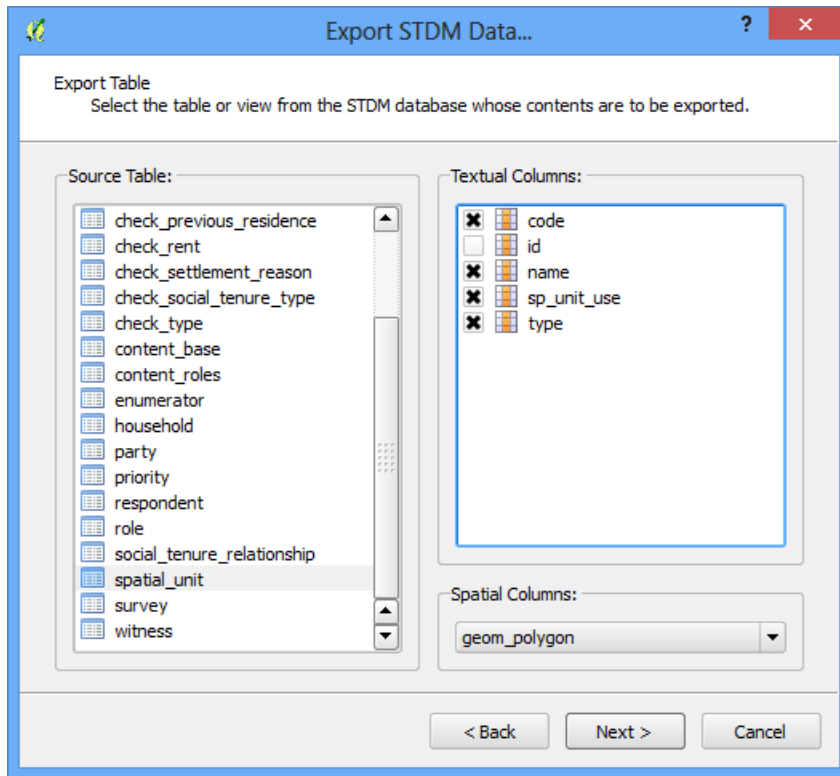 Export STDM Data...
?
×
Export Table
Select the table or view from the STDM database whose contents are to be exported.
Source Table:
check_previous_residence
check_rent
check_settlement_reason
check_social_tenure_type
check_type
content_base
content_roles
enumerator
household
party
priority
respondent
role
social_tenure_relationship
spatial_unit
survey
witness
Textual Columns:
code
id
name
sp_unit_use
type
Spatial Columns:
geom_polygon
< Back
Next >
Cancel